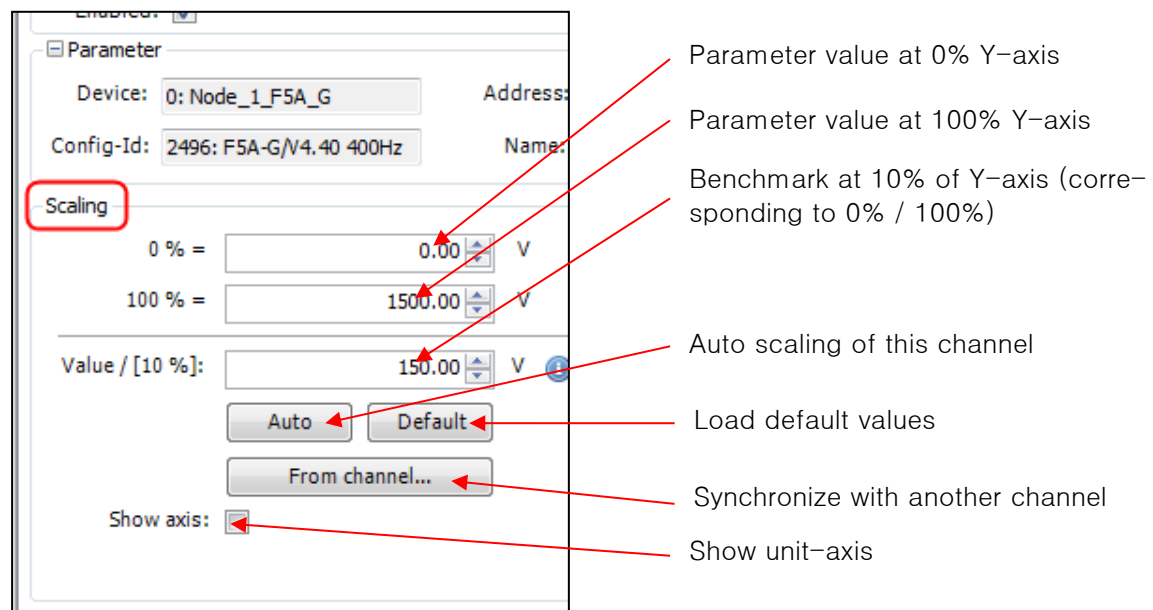 Enabled:
Parameter
Device: 0: Node_1_F5A_G Address:
Config-Id: 2496: F5A-G/V4.40 400Hz Name:
Scaling
0 % = 0.00 V
100 % = 1500.00 V
Value / [10 %]: 150.00 V
Auto Default
From channel...
Show axis:
Parameter value at 0% Y-axis
Parameter value at 100% Y-axis
Benchmark at 10% of Y-axis (corre-
sponding to 0% / 100%)
Auto scaling of this channel
Load default values
Synchronize with another channel
Show unit-axis